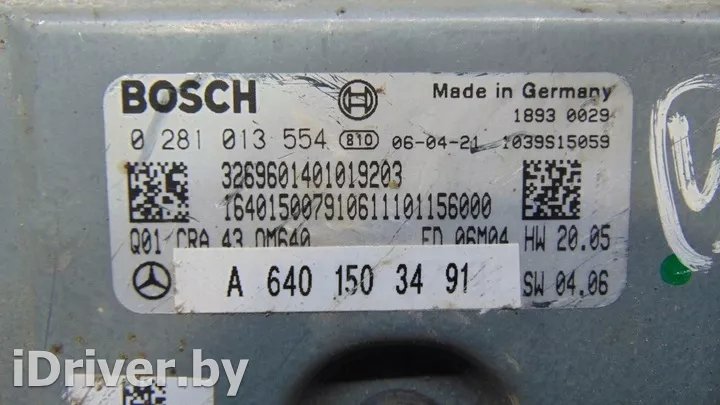 BOSCH
Made in Germany
1893 0029
0 281 013 554 810 06-04-21 1039S15059
3269601401019203
16401500791061110115600​0
Q01 CRA 43 OM640 ED 06M04 HW 20.05
A 640 150 34 91
SW 04.06
iDriver.by